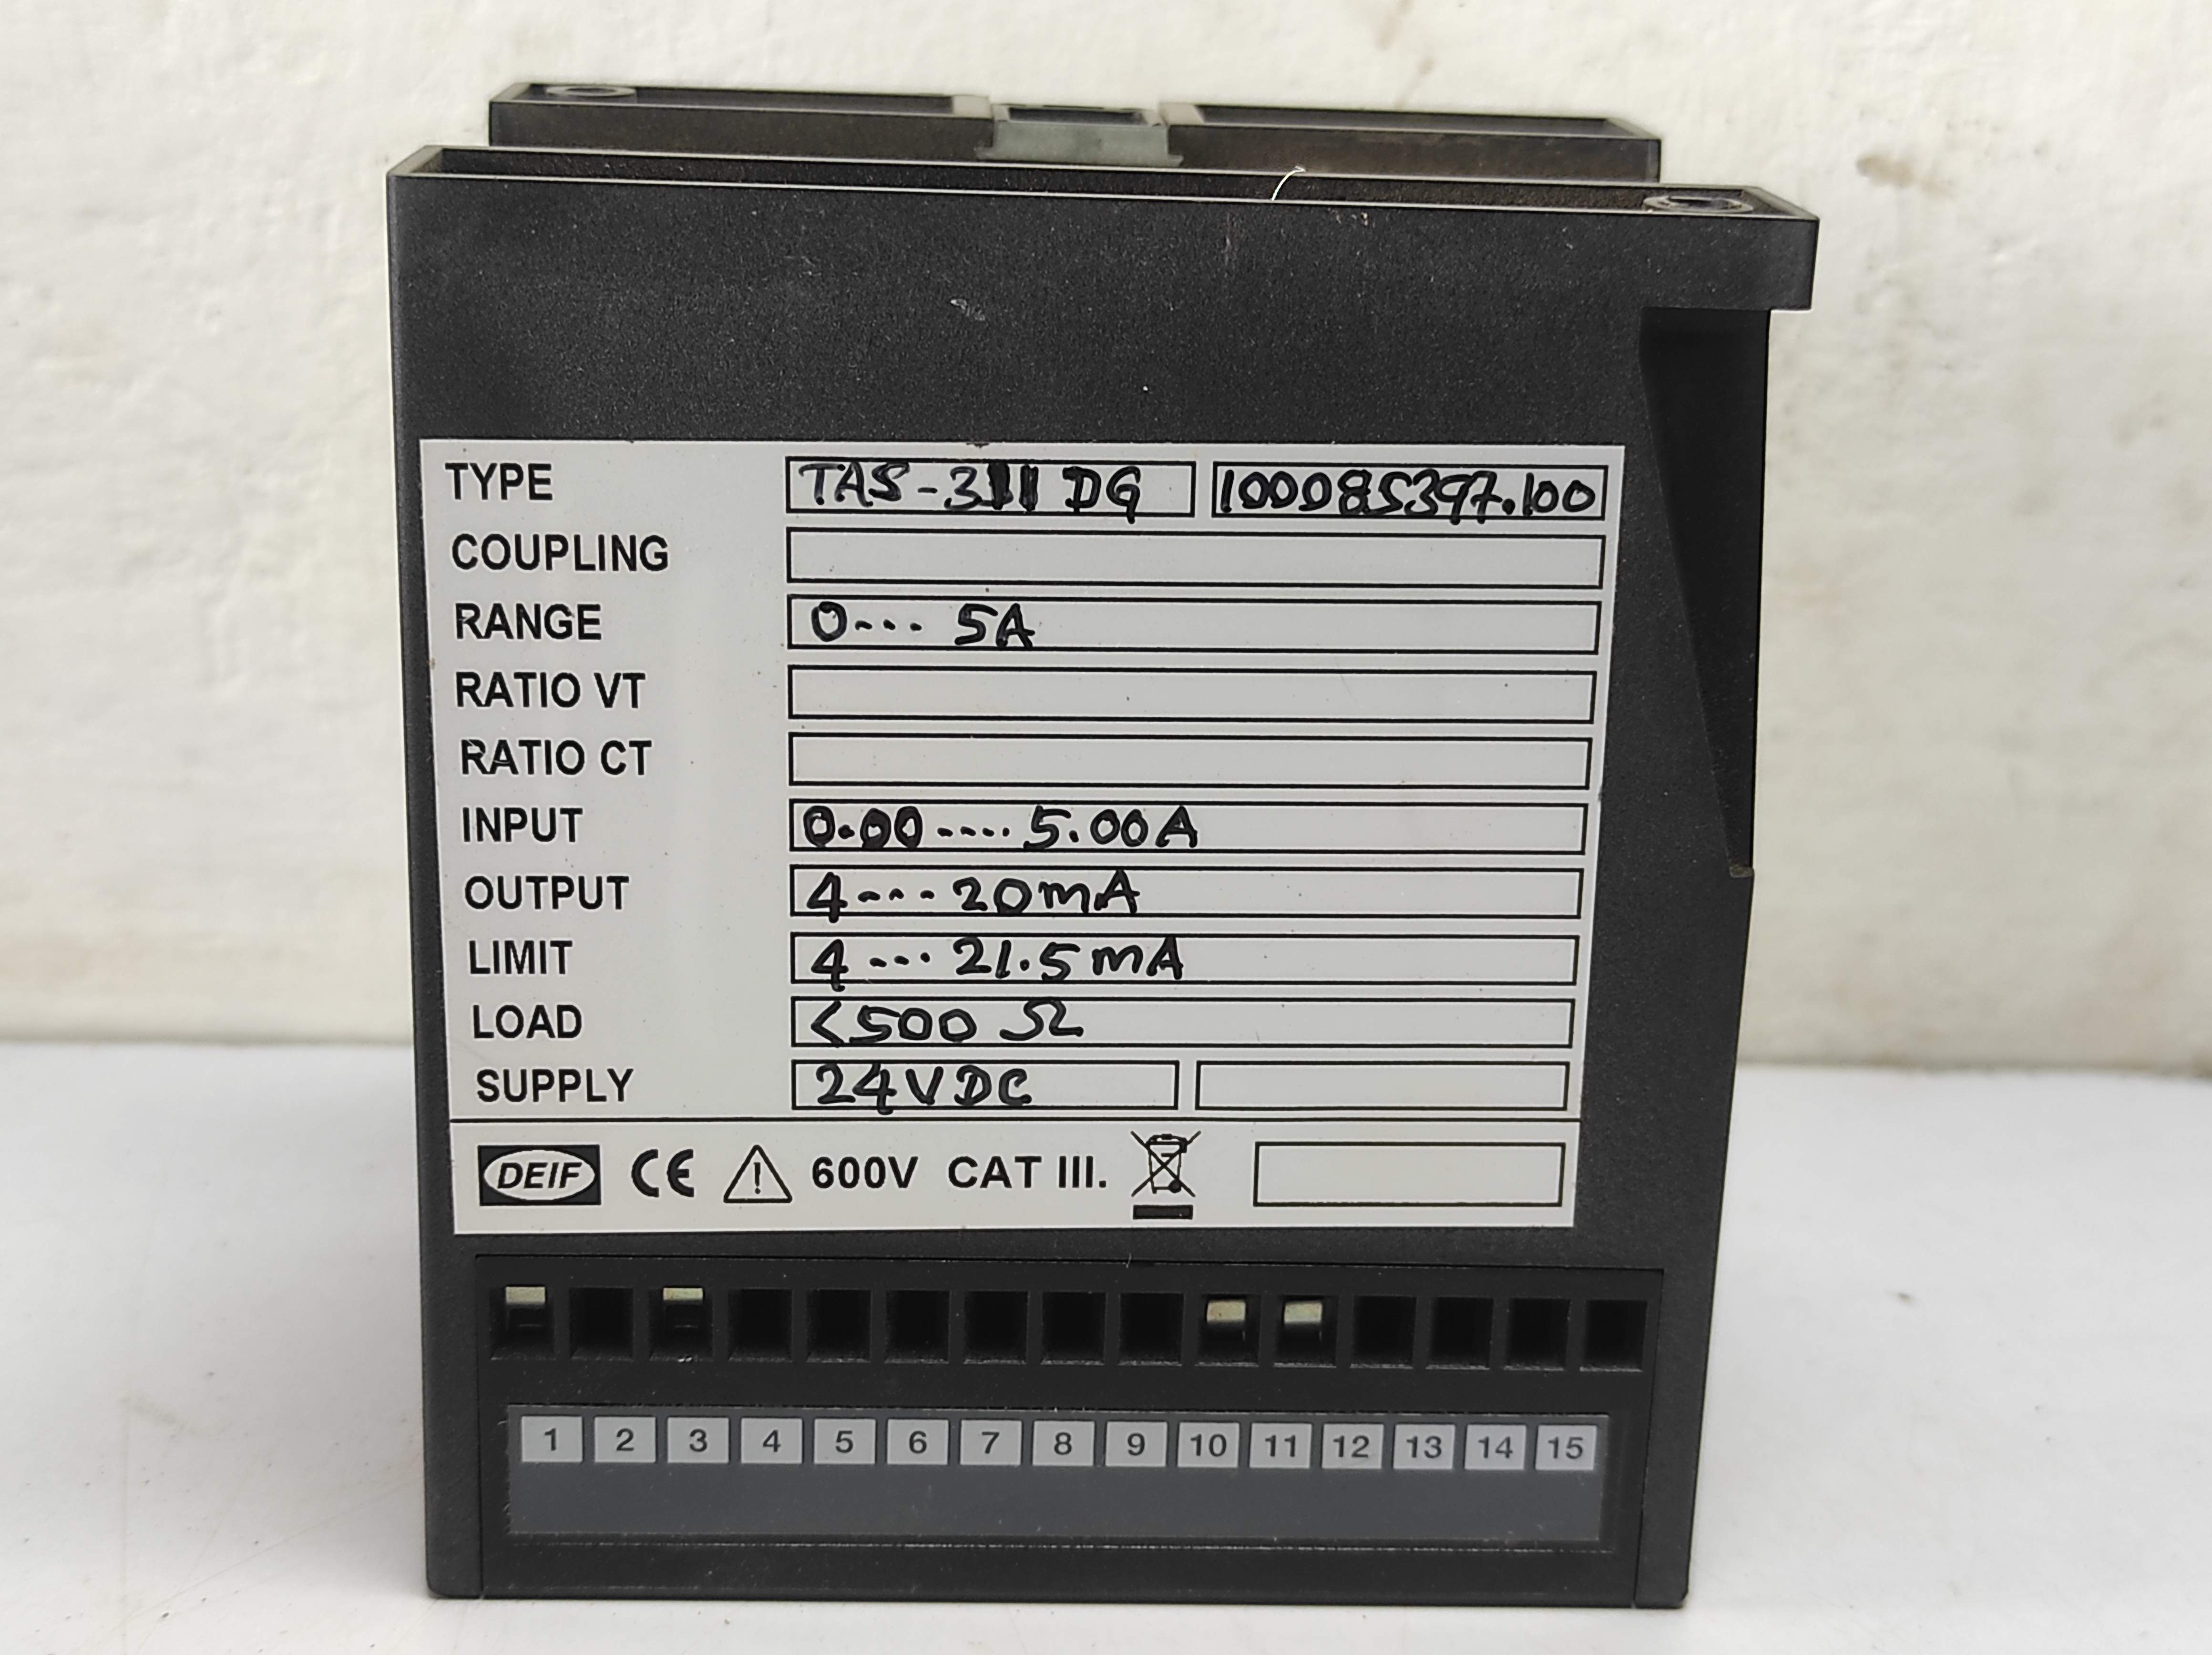 TYPE TAS-311 DG 100085397.100
COUPLING
RANGE 0--- 5A
RATIO VT
RATIO CT
INPUT 0.00---- 5.00A
OUTPUT 4--- 20mA
LIMIT 4--- 21.5mA
LOAD <500 Ω
SUPPLY 24VDC
DEIF CE ! 600V CAT III.
1 2 3 4 5 6 7 8 9 10 11 12 13 14 15